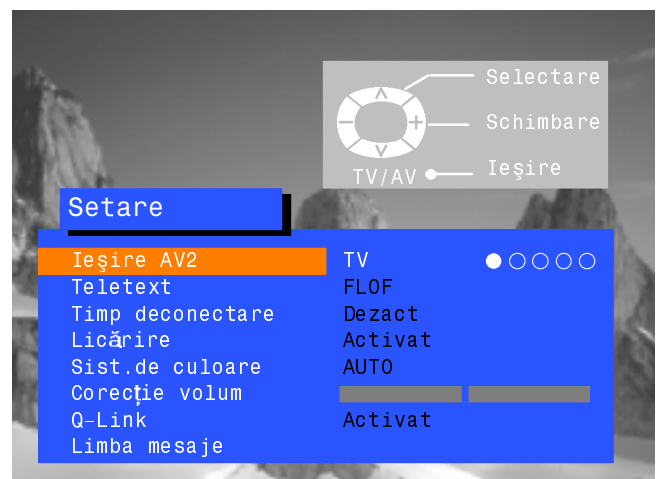 Selectare
Schimbare
TV/AV Ieşire
Setare
Ieşire AV2 TV
Teletext FLOF
Timp deconectare Dezact
Licărire Activat
Sist.de culoare AUTO
Corecţie volum
Q-Link Activat
Limba mesaje